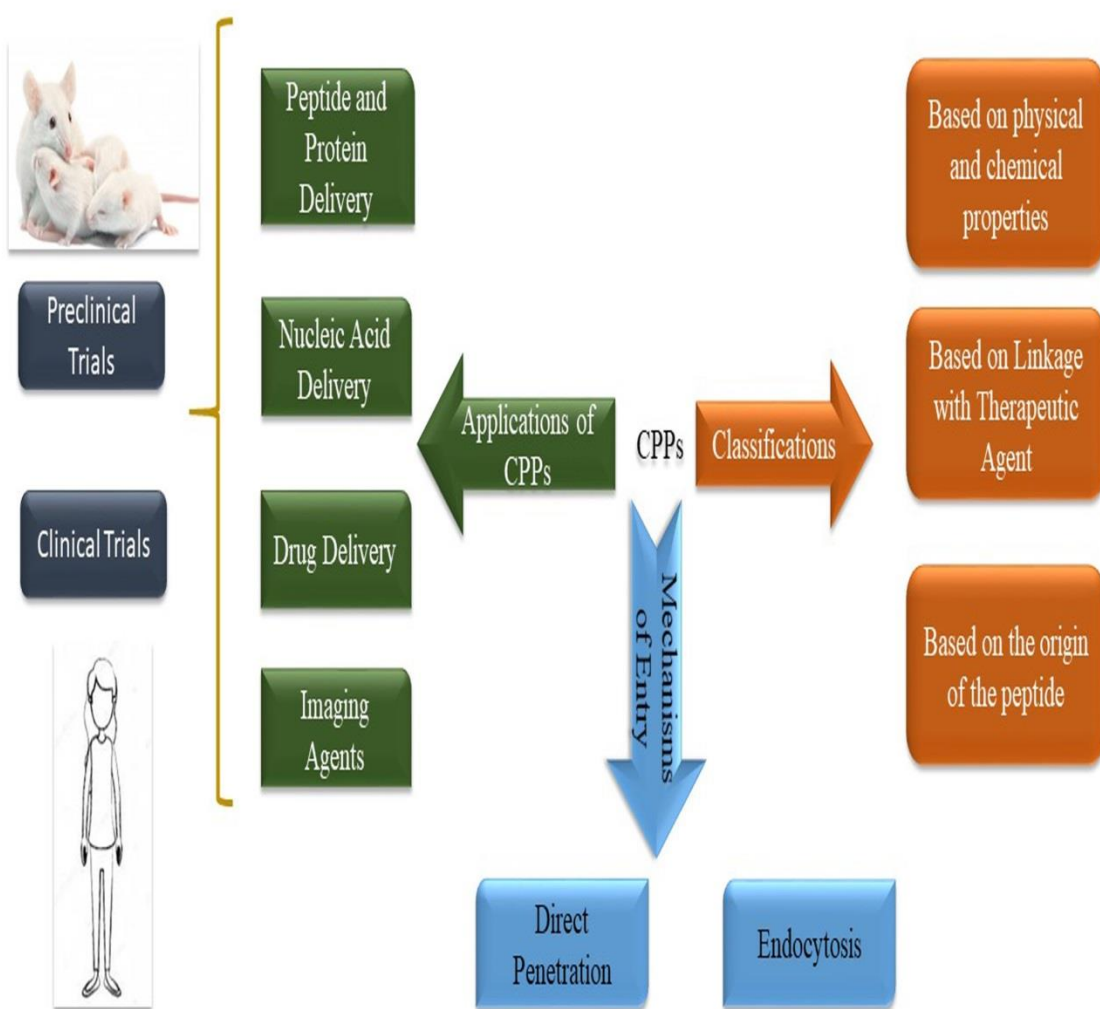 Preclinical
Trials
Clinical Trials
Peptide and
Protein
Delivery
Nucleic Acid
Delivery
Drug Delivery
Imaging
Agents
Applications of
CPPs
CPPs
Classifications
Mechanisms
of Entry
Direct
Penetration
Endocytosis
Based on physical
and chemical
properties
Based on Linkage
with Therapeutic
Agent
Based on the origin
of the peptide